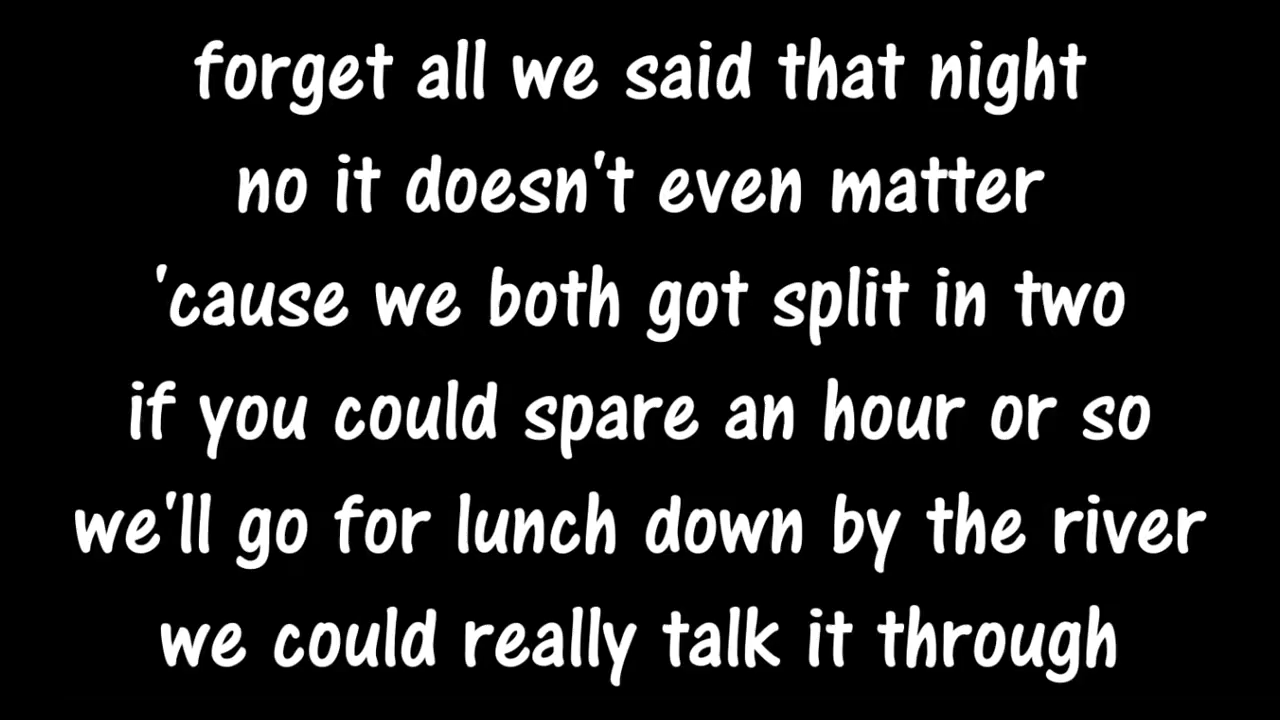 forget all we said that night
no it doesn't even matter
'cause we both got split in two
if you could spare an hour or so
we'll go for lunch down by the river
we could really talk it through